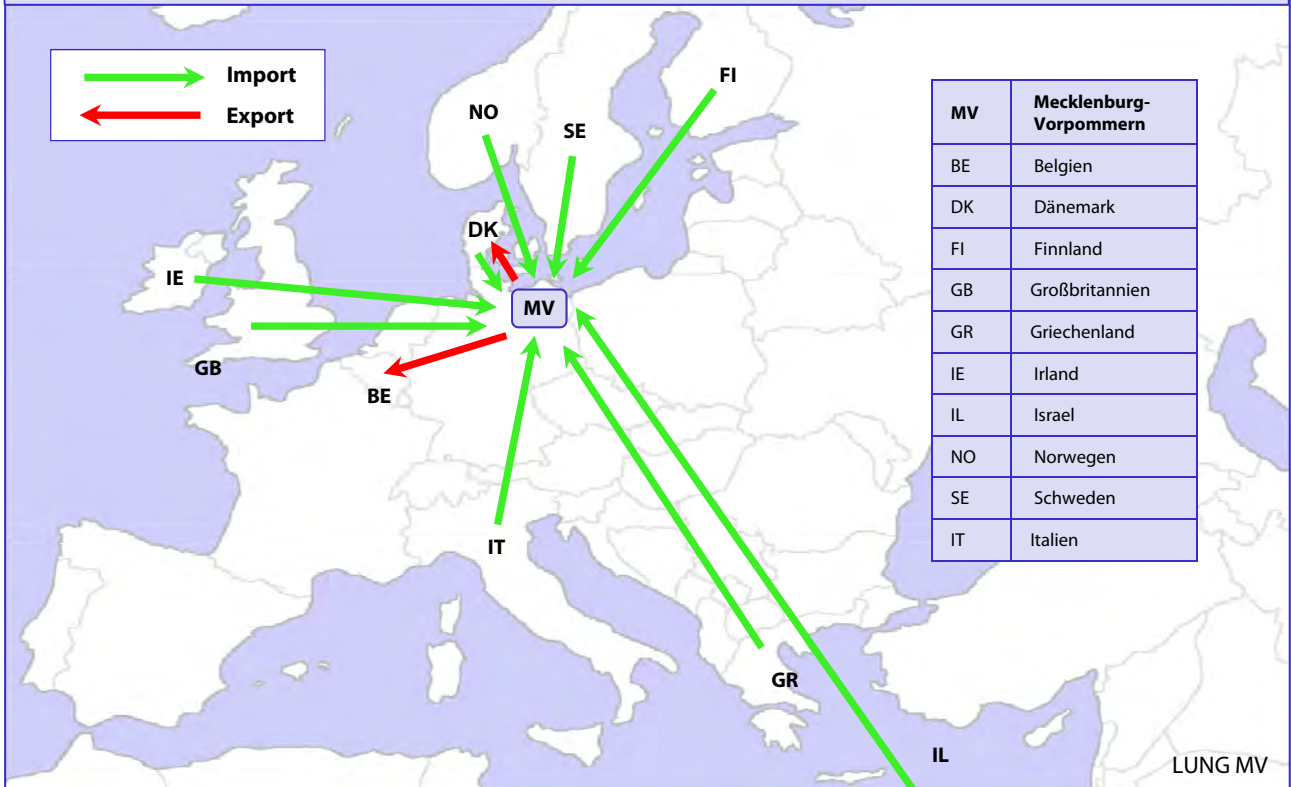 Import
Export
NO
SE
FI
DK
IE
MV
GB
BE
IT
GR
IL
MV Mecklenburg-
Vorpommern
BE Belgien
DK Dänemark
FI Finnland
GB Großbritannien
GR Griechenland
IE Irland
IL Israel
NO Norwegen
SE Schweden
IT Italien
LUNG MV